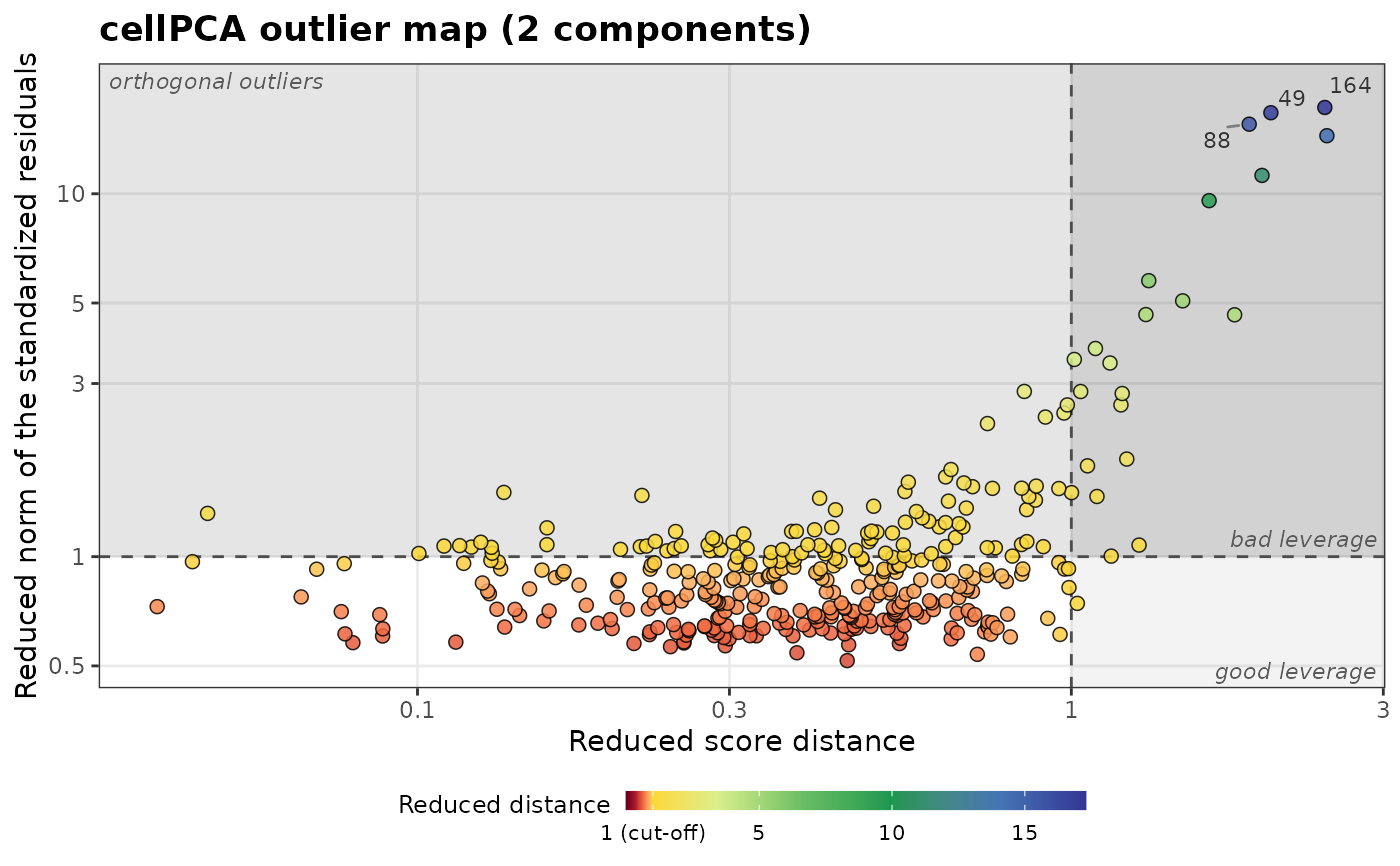 cellPCA outlier map (2 components)
Reduced norm of the standardized residuals
orthogonal outliers
164
49
88
10
5
3
bad leverage
1
good leverage
0.5
0.1
0.3
1
3
Reduced score distance
Reduced distance
1 (cut-off)
5
10
15